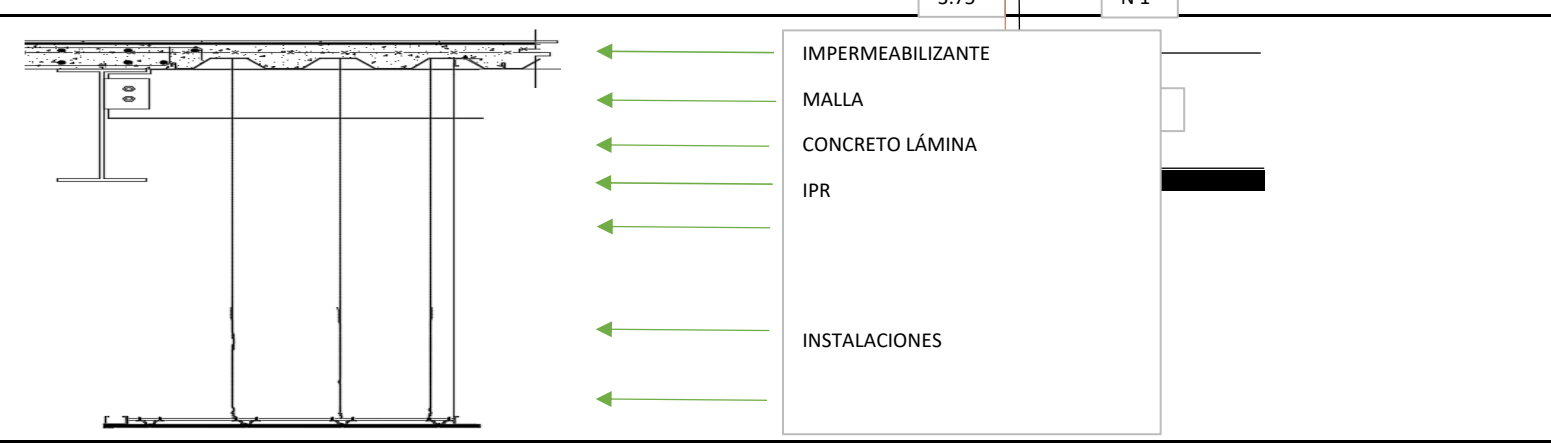 IMPERMEABILIZANTE
MALLA
CONCRETO LÁMINA
IPR
INSTALACIONES